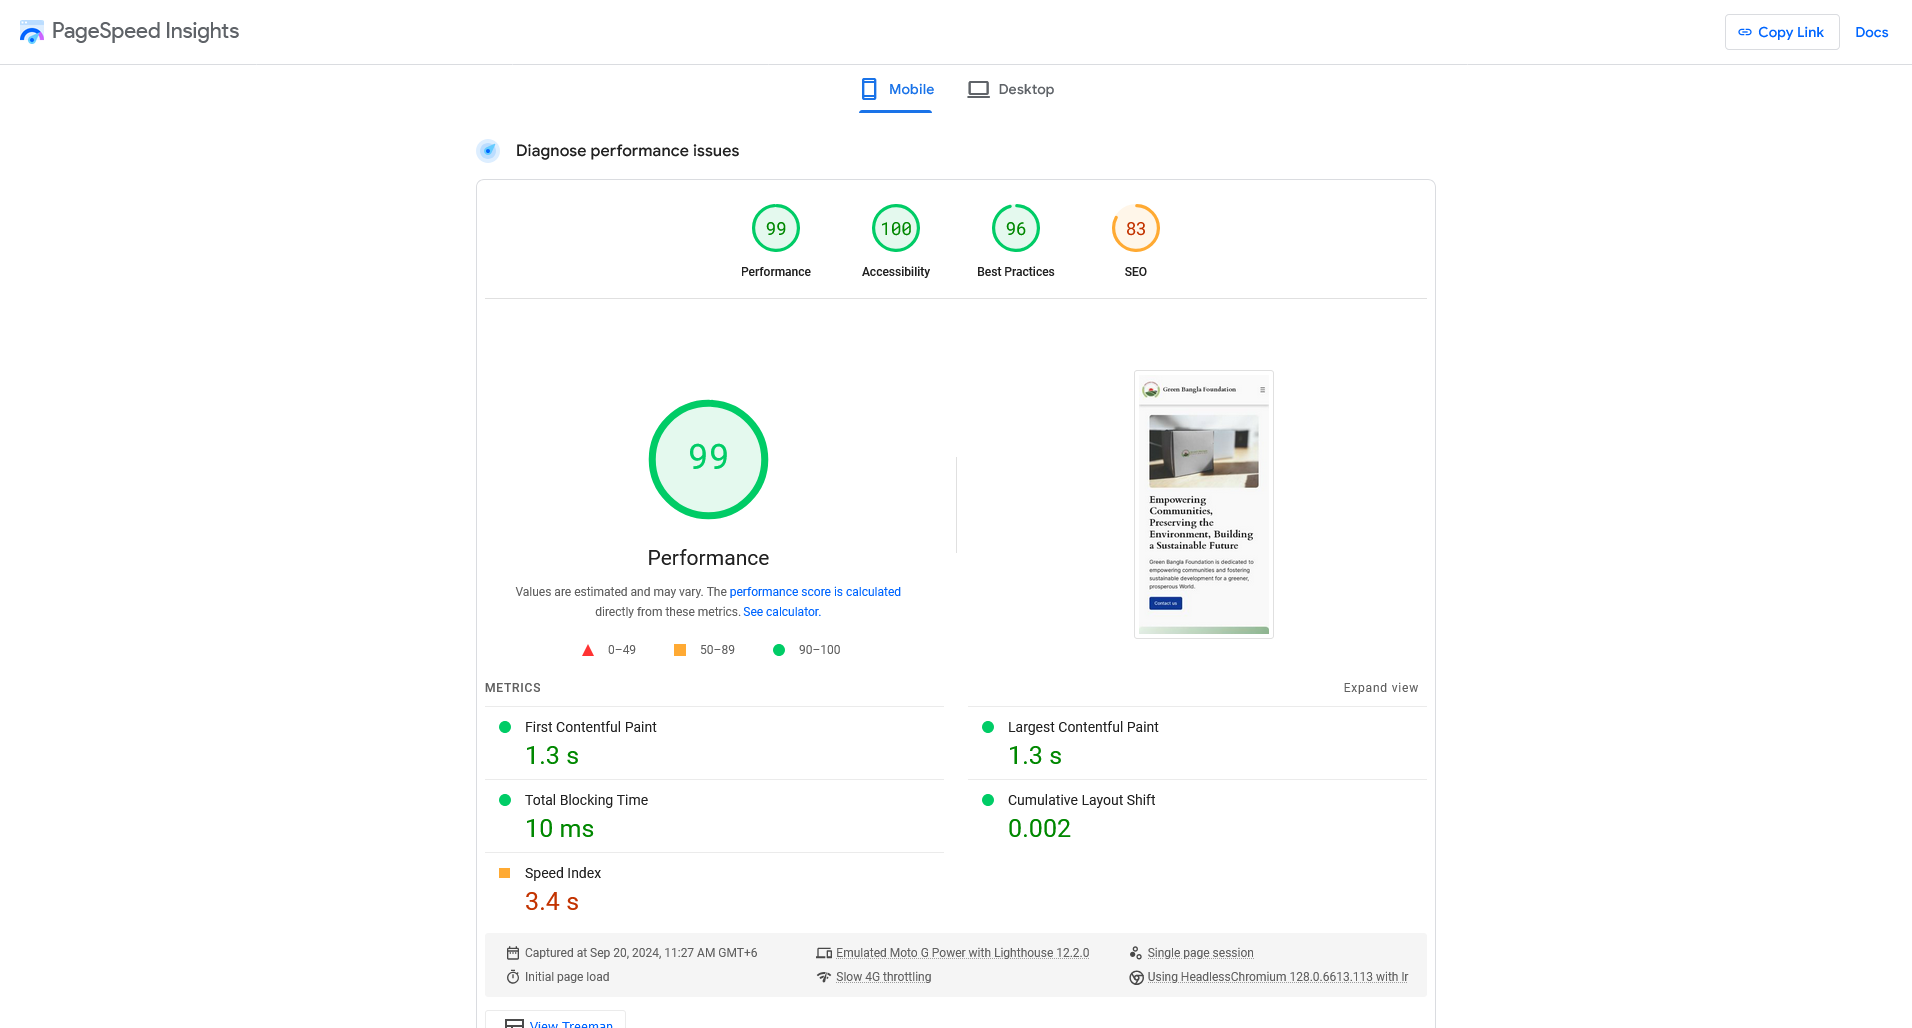 PageSpeed Insights
Copy Link
Docs
Mobile
Desktop
Diagnose performance issues
99
100
96
83
Performance
Accessibility
Best Practices
SEO
99
Performance
Values are estimated and may vary. The performance score is calculated
directly from these metrics. See calculator.
0–49
50–89
90–100
Green Bangla Foundation
Empowering
Communities,
Preserving the
Environment, Building
a Sustainable Future
Green Bangla Foundation is dedicated to
empowering communities and fostering
sustainable development for a greener,
prosperous World.
Contact us
METRICS
Expand view
First Contentful Paint
1.3 s
Largest Contentful Paint
1.3 s
Total Blocking Time
10 ms
Cumulative Layout Shift
0.002
Speed Index
3.4 s
Captured at Sep 20, 2024, 11:27 AM GMT+6
Emulated Moto G Power with Lighthouse 12.2.0
Single page session
Initial page load
Slow 4G throttling
Using HeadlessChromium 128.0.6613.113 with lr
View Treemap